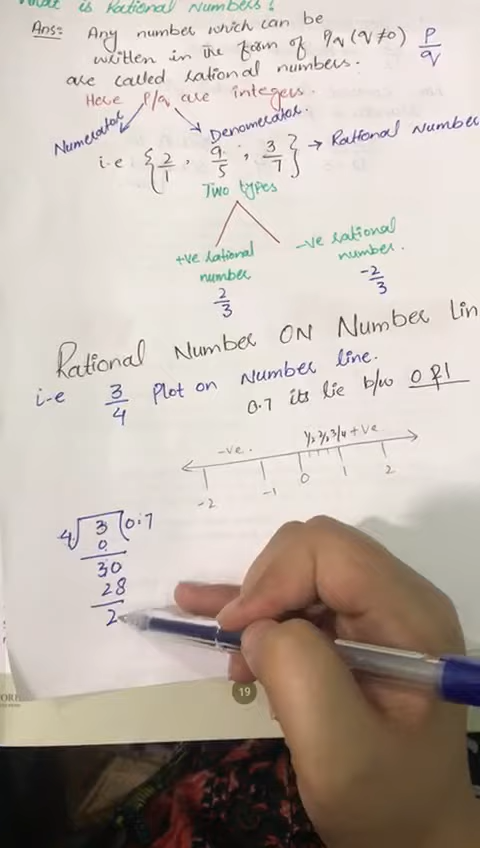 What is Rational Numbers?
Ans:- Any number which can be
written in the form of P/q (q≠0) P/q
are called rational numbers.
Here P/q are integers.
Numerator Denomerator.
i.e { 2/1 , 9/5 , 3/7 } → Rational Number
Two types
+ve rational
number
2/3
-ve rational
number.
-2/3
Rational Number ON Number Lin
i-e 3/4 Plot on Number line.
0.7 its lie b/w 0 & 1
-ve. +ve
-2 -1 0 1 2
4 3 0.7
0
30
28
2
19